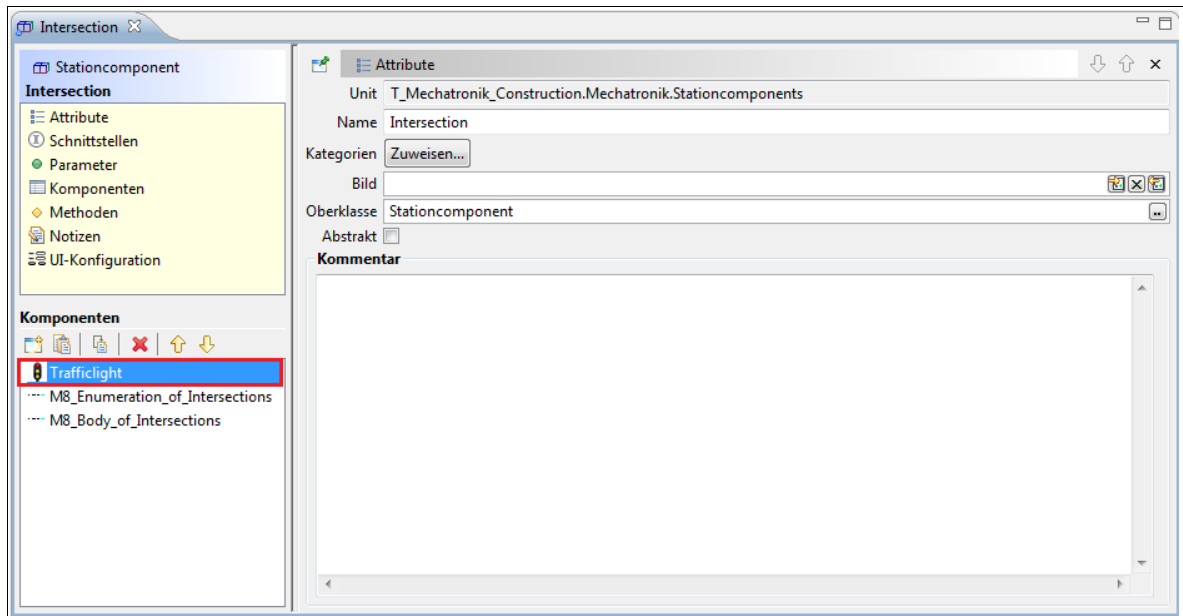 Intersection
Stationcomponent
Intersection
Attribute
Schnittstellen
Parameter
Komponenten
Methoden
Notizen
UI-Konfiguration
Komponenten
Trafficlight
M8_Enumeration_of_Intersections
M8_Body_of_Intersections
Attribute
Unit T_Mechatronik_Construction.Mechatronik.Stationcomponents
Name Intersection
Kategorien Zuweisen...
Bild
Oberklasse Stationcomponent ..
Abstrakt
Kommentar